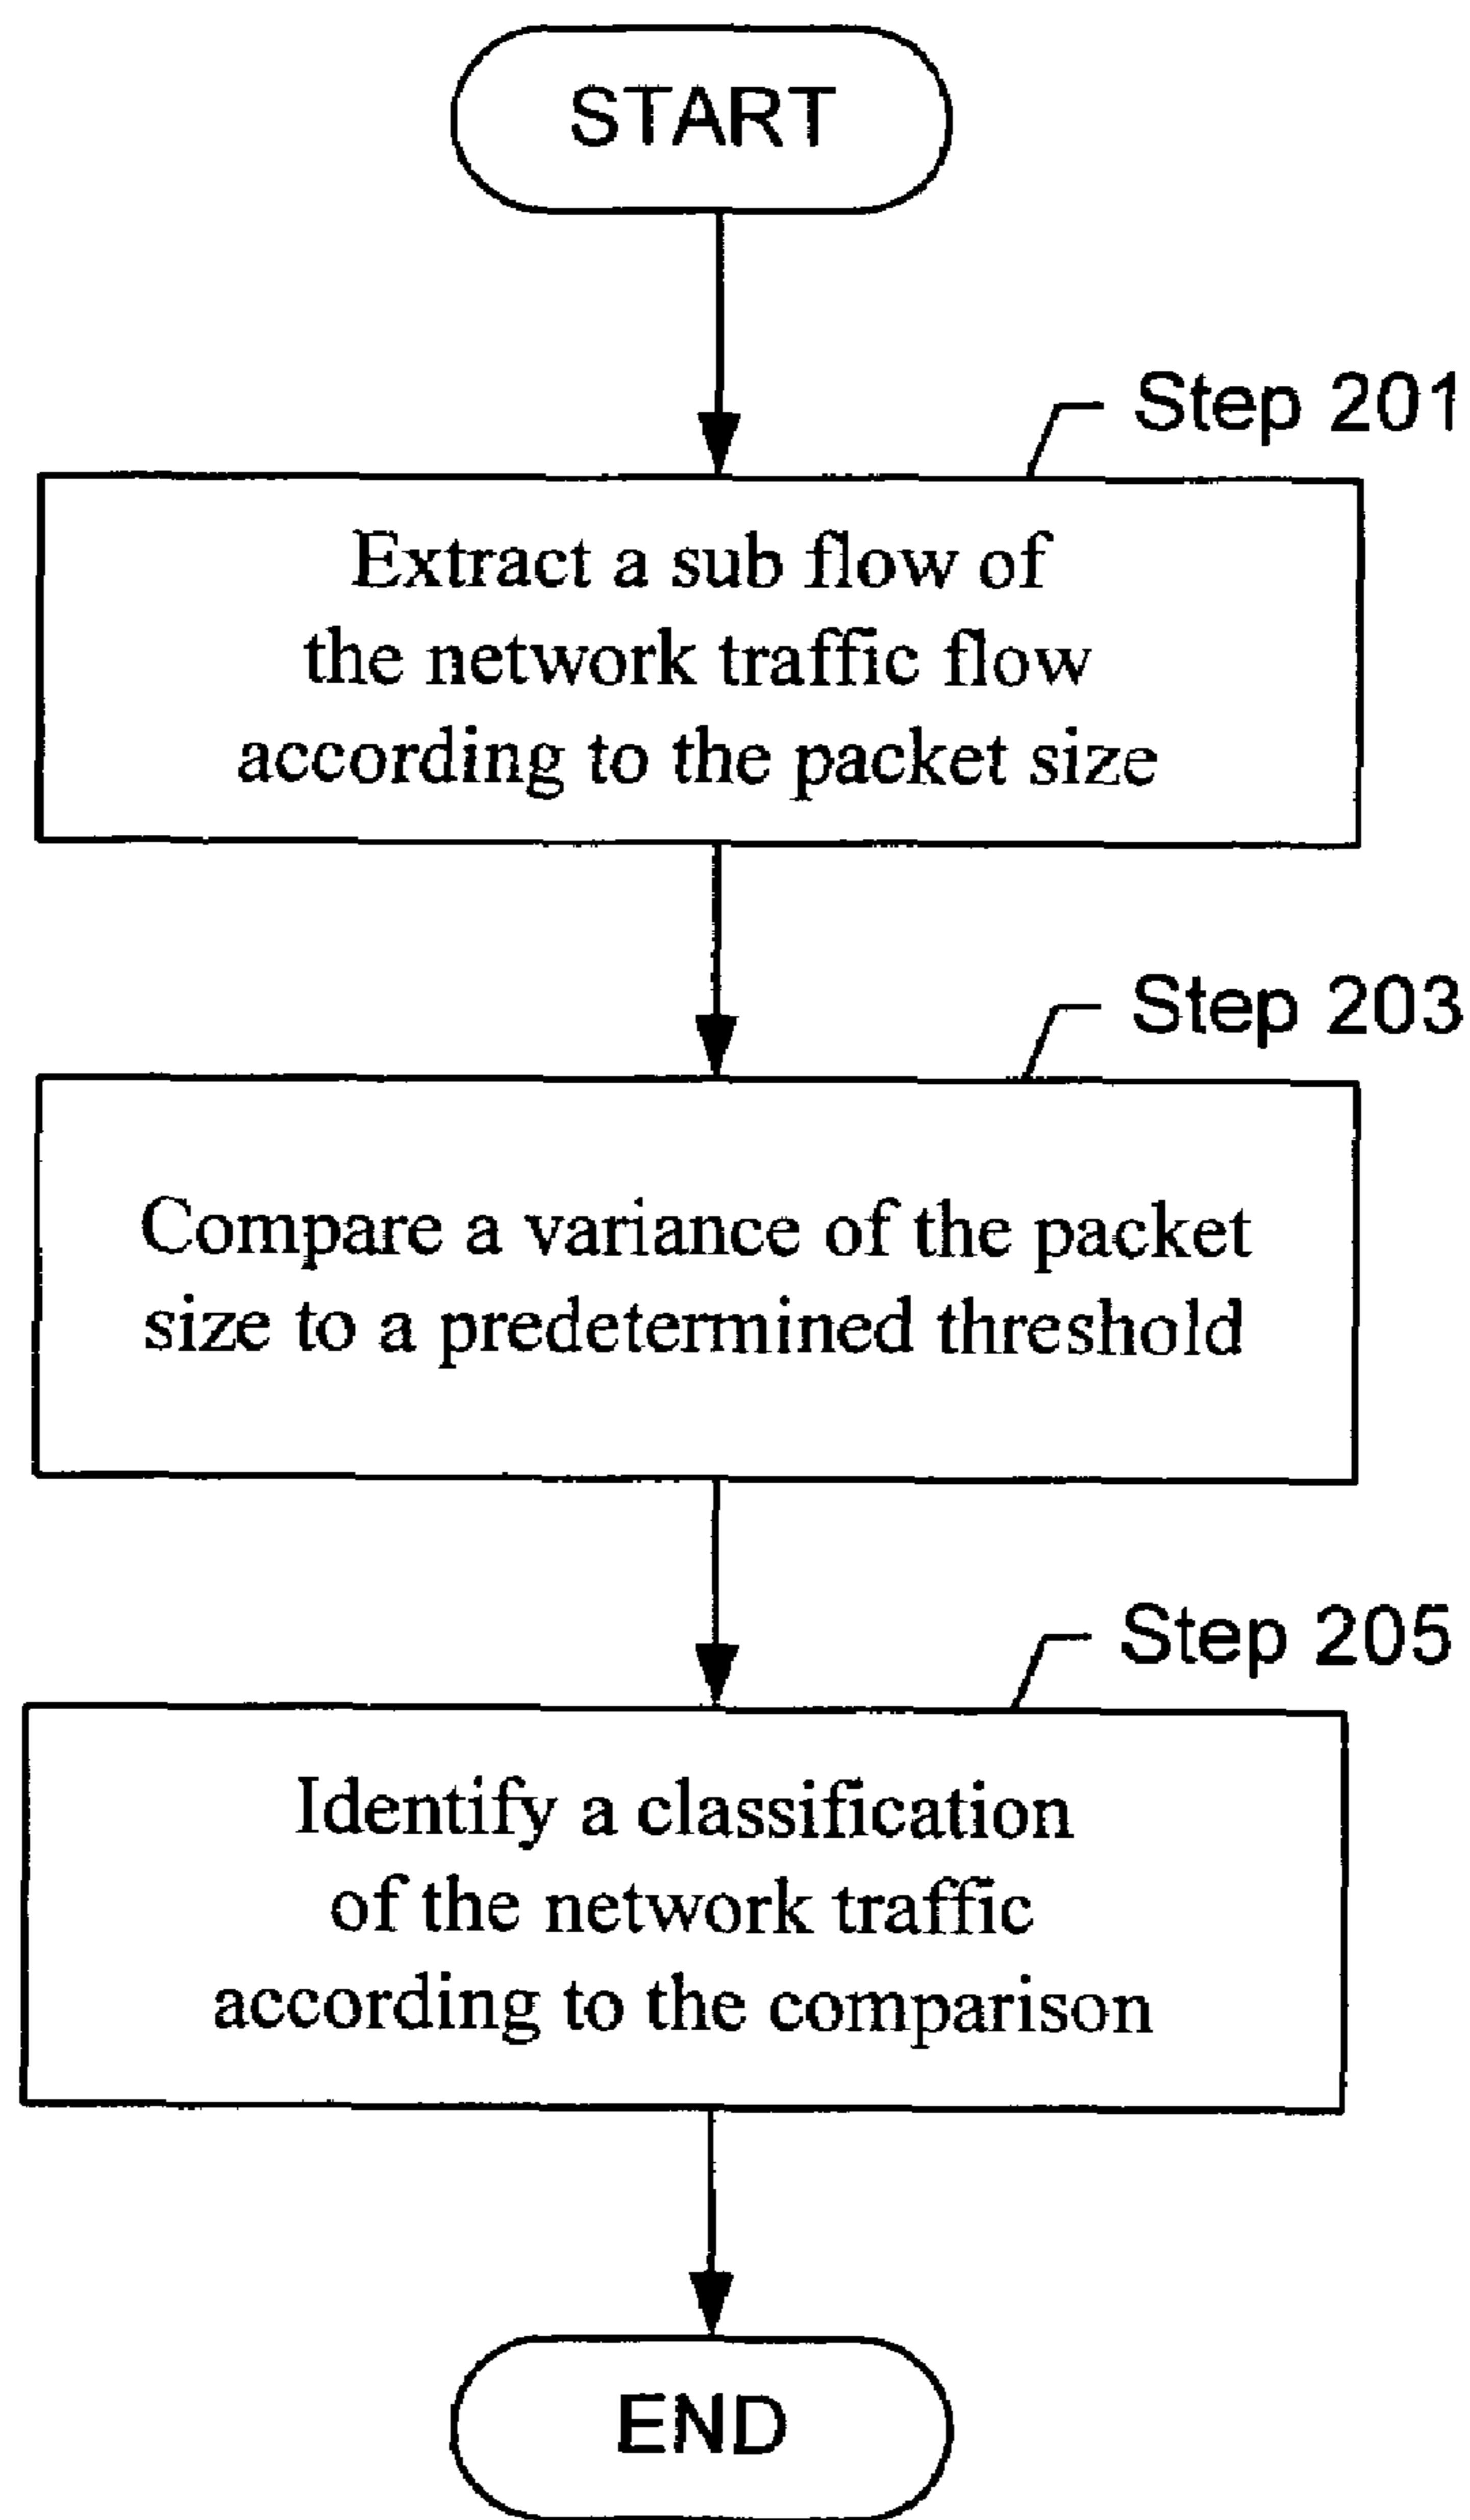 START
Step 201
Extract a sub flow of
the network traffic flow
according to the packet size
Step 203
Compare a variance of the packet
size to a predetermined threshold
Step 205
Identify a classification
of the network traffic
according to the comparison
END